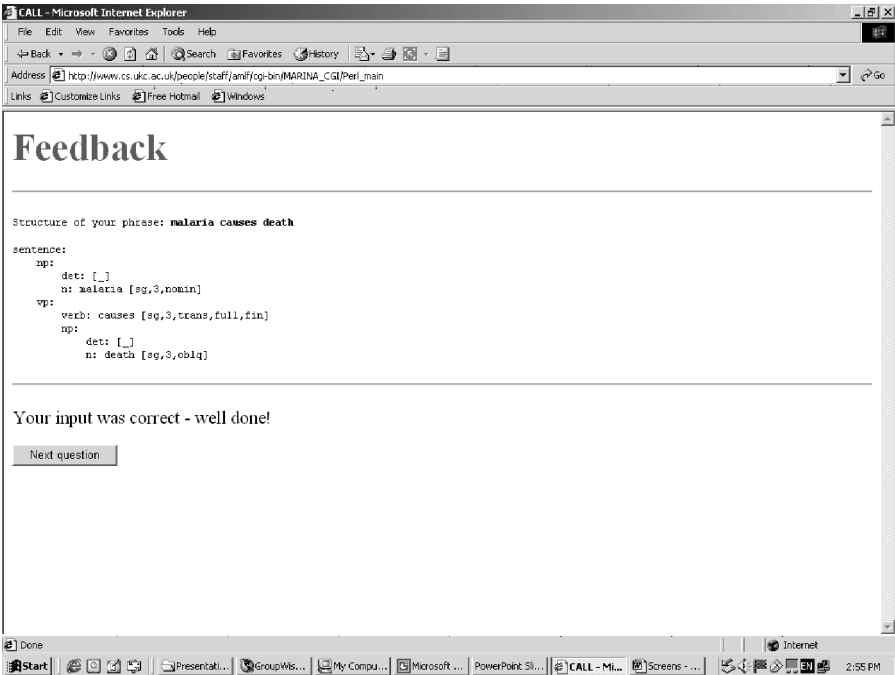 CALL - Microsoft Internet Explorer
File Edit View Favorites Tools Help
Back Search Favorites History
Address http://www.cs.ukc.ac.uk/people/staff/amlf/cgi-bin/MARINA_CGI/Perl_main Go
Links Customize Links Free Hotmail Windows
Feedback
Structure of your phrase: malaria causes death
sentence:
np:
det: [_]
n: malaria [sg,3,nomin]
vp:
verb: causes [sg,3,trans,full,fin]
np:
det: [_]
n: death [sg,3,oblq]
Your input was correct - well done!
Next question
Done Internet
Start Presentati... GroupWis... My Compu... Microsoft ... PowerPoint Sli... CALL - Mi... Screens - ... EN 2:55 PM